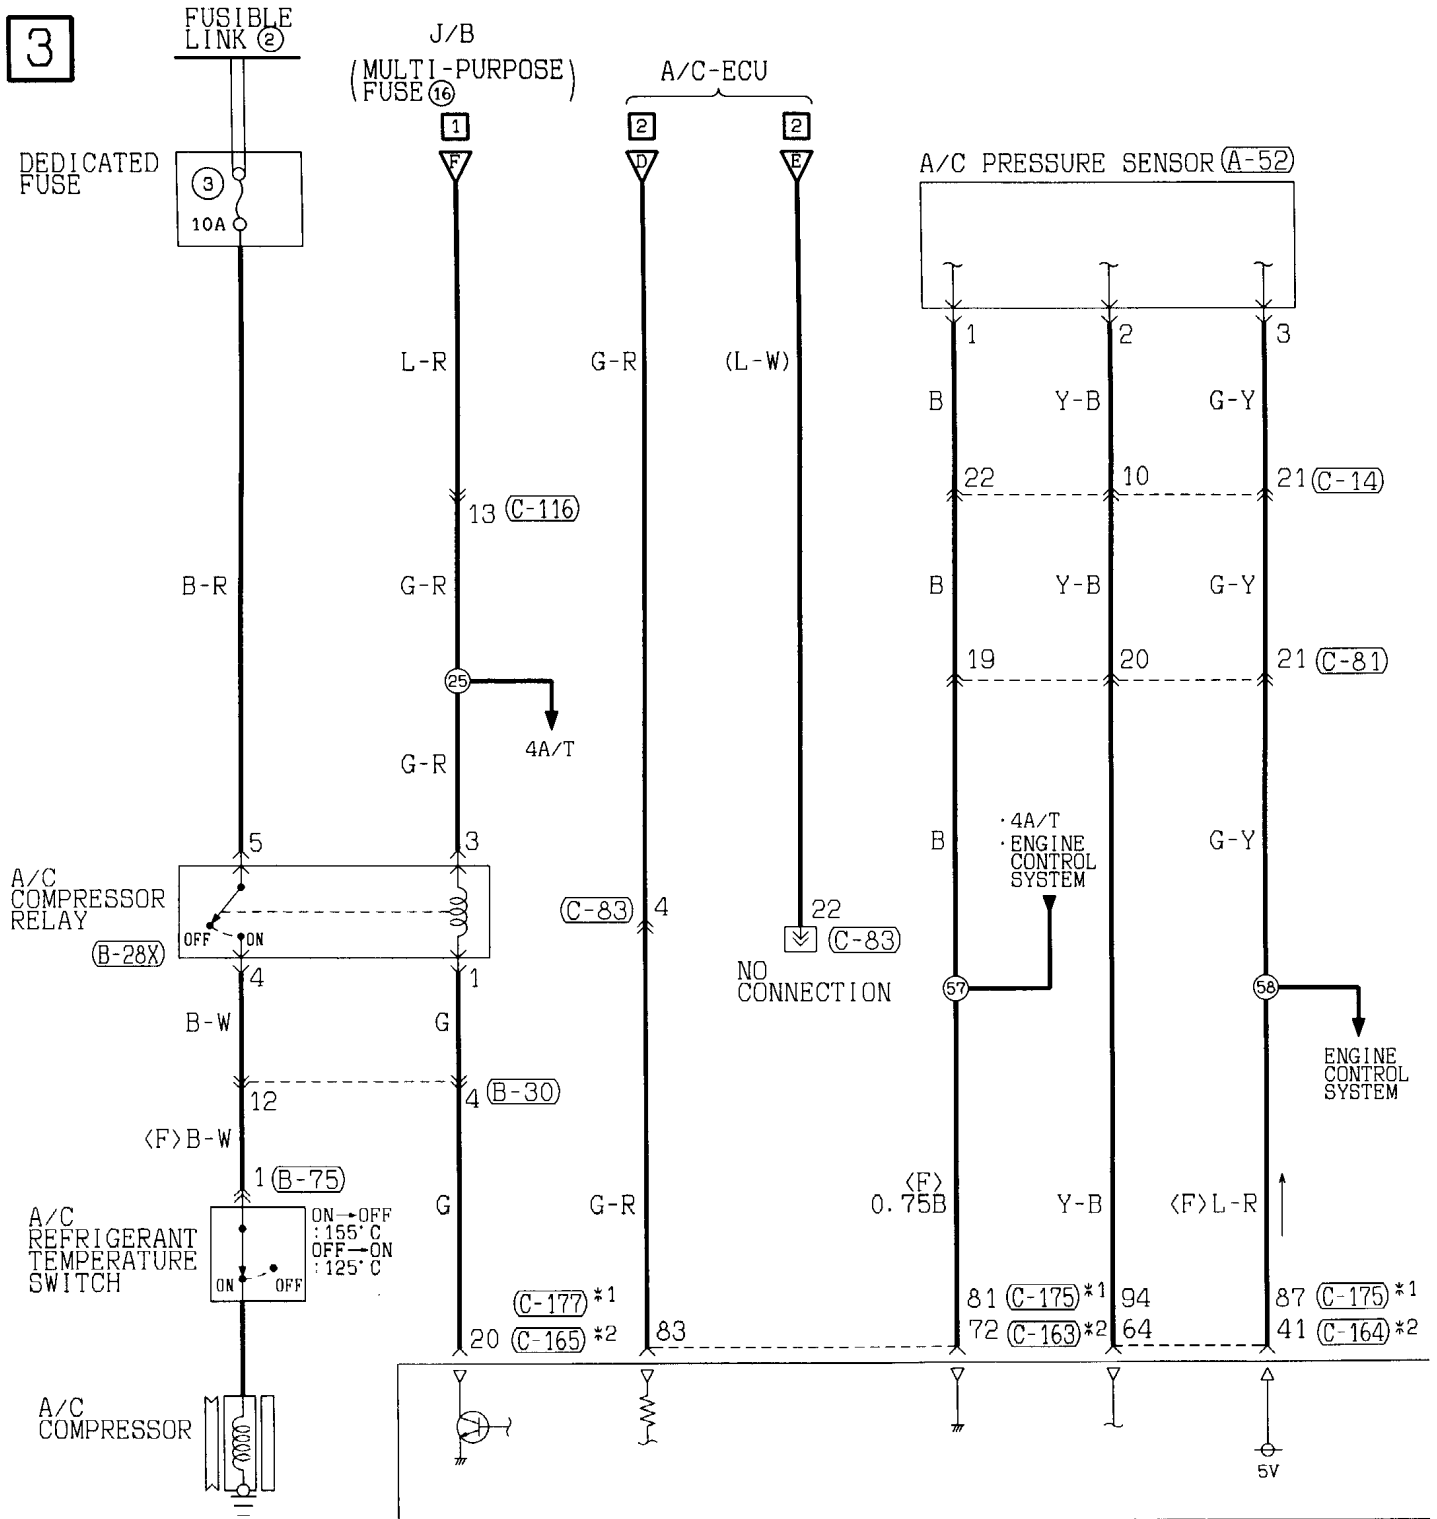 3
FUSIBLE
LINK ②
J/B
(MULTI-PURPOSE
FUSE ⑯)
A/C-ECU
1
2
2
F
D
E
DEDICATED
FUSE
③
10A
A/C PRESSURE SENSOR (A-52)
1
2
3
L-R
G-R
(L-W)
B
Y-B
G-Y
22
10
21 (C-14)
13 (C-116)
B-R
G-R
B
Y-B
G-Y
19
20
21 (C-81)
25
4A/T
G-R
5
3
B
·4A/T
·ENGINE
CONTROL
SYSTEM
G-Y
A/C
COMPRESSOR
RELAY
OFF
ON
(B-28X)
(C-83) 4
22
(C-83)
NO
CONNECTION
4
1
57
58
B-W
G
ENGINE
CONTROL
SYSTEM
12
4 (B-30)
〈F〉B-W
1 (B-75)
A/C
REFRIGERANT
TEMPERATURE
SWITCH
ON→OFF
:155°C
OFF→ON
:125°C
ON
OFF
G
G-R
〈F〉
0.75B
Y-B
〈F〉L-R
(C-177)*1
20 (C-165)*2
83
81 (C-175)*1
72 (C-163)*2
94
64
87 (C-175)*1
41 (C-164)*2
A/C
COMPRESSOR
5V